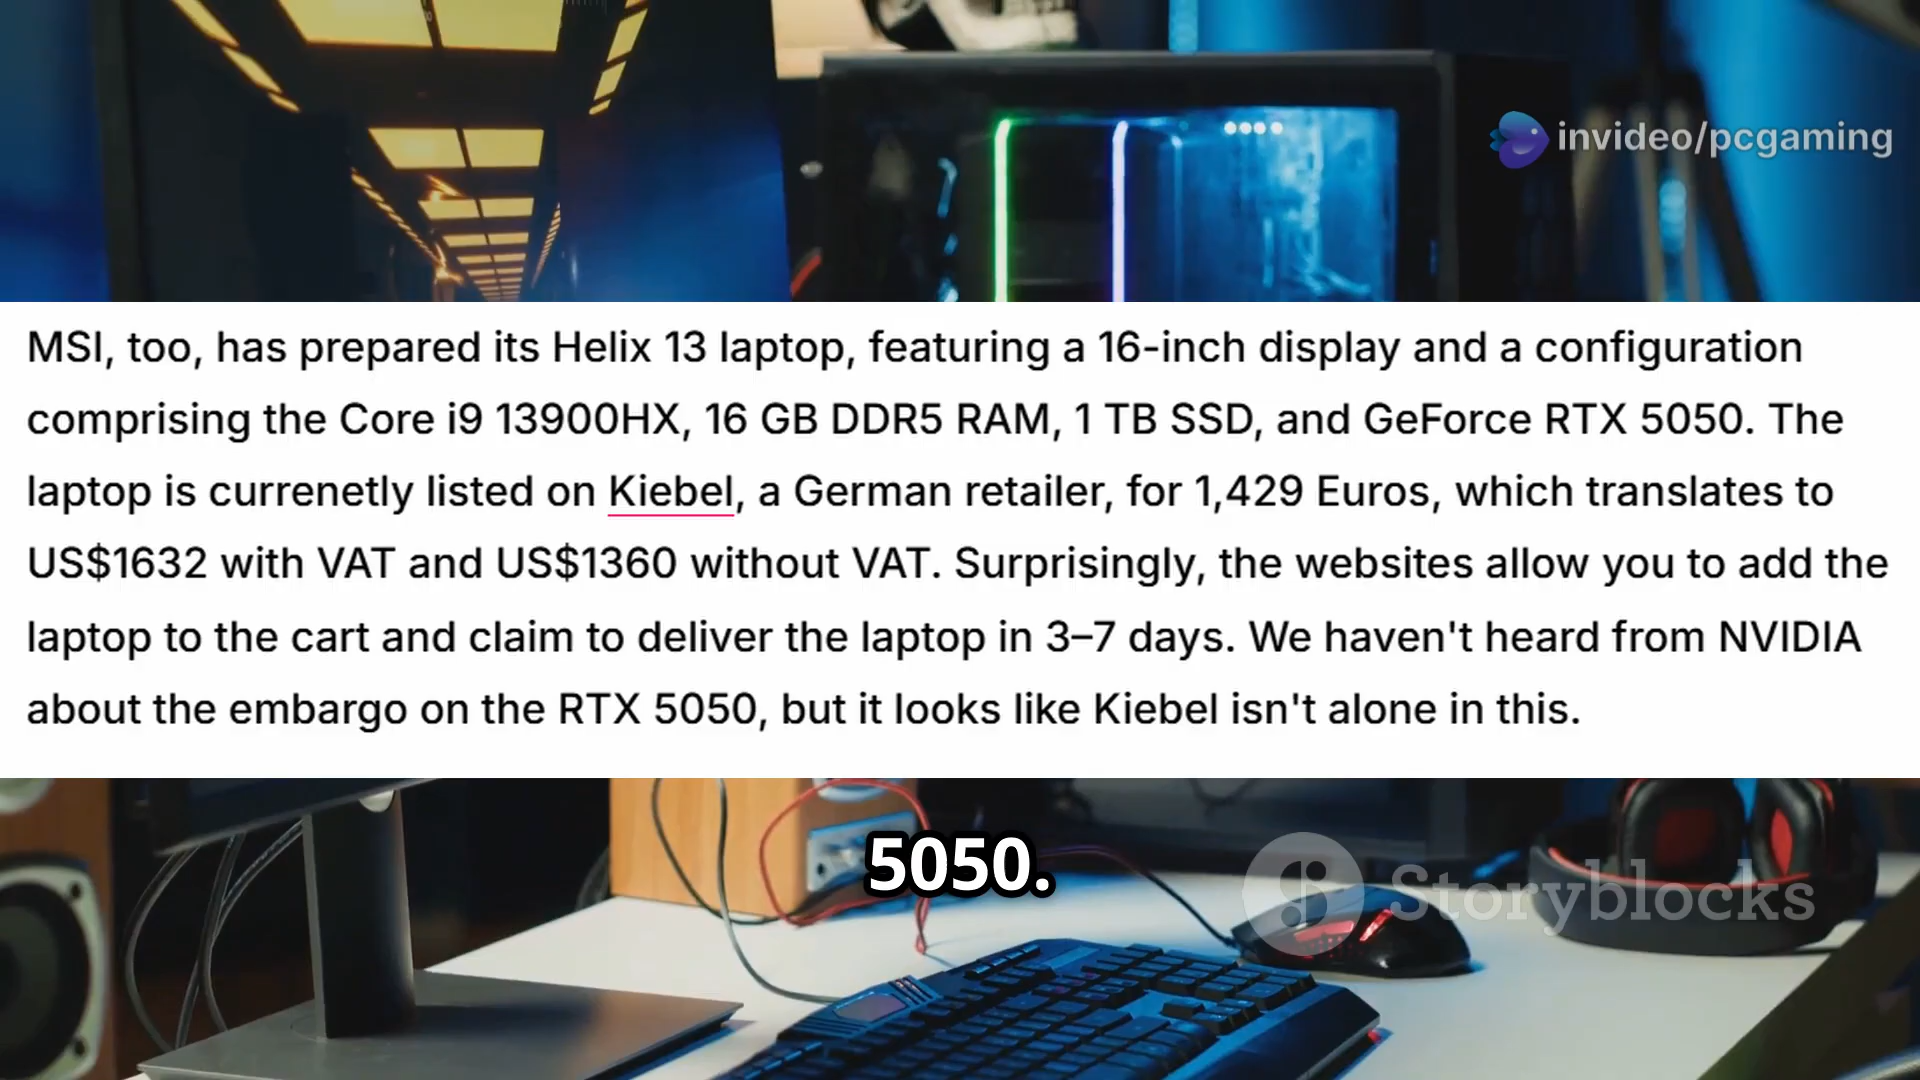 invideo/pcgaming
MSI, too, has prepared its Helix 13 laptop, featuring a 16-inch display and a configuration
comprising the Core i9 13900HX, 16 GB DDR5 RAM, 1 TB SSD, and GeForce RTX 5050. The
laptop is currenetly listed on Kiebel, a German retailer, for 1,429 Euros, which translates to
US$1632 with VAT and US$1360 without VAT. Surprisingly, the websites allow you to add the
laptop to the cart and claim to deliver the laptop in 3–7 days. We haven't heard from NVIDIA
about the embargo on the RTX 5050, but it looks like Kiebel isn't alone in this.
5050.
Storyblocks